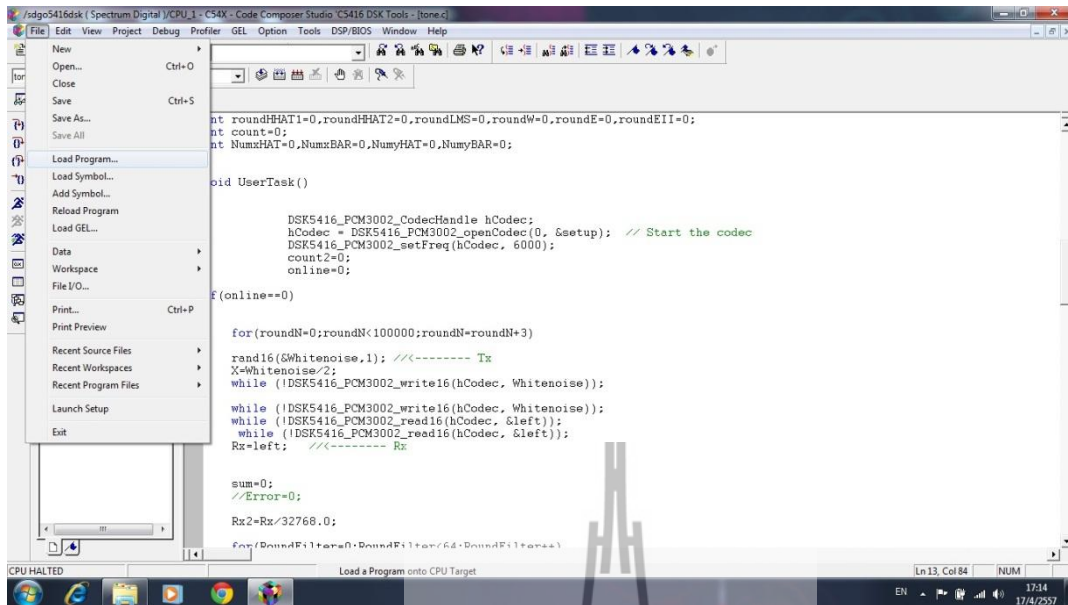 /sdgo5416dsk ( Spectrum Digital )/CPU_1 - C54X - Code Composer Studio 'C5416 DSK Tools - [tone.c]
File Edit View Project Debug Profiler GEL Option Tools DSP/BIOS Window Help
New
Open... Ctrl+O
Close
Save Ctrl+S
Save As...
Save All
Load Program...
Load Symbol...
Add Symbol...
Reload Program
Load GEL...
Data
Workspace
File I/O...
Print... Ctrl+P
Print Preview
Recent Source Files
Recent Workspaces
Recent Program Files
Launch Setup
Exit
nt roundHHAT1=0,roundHHAT2=0,roundLMS=0,roundW=0,roundE=0,roundEII=0;
nt count=0;
nt NumxHAT=0,NumxBAR=0,NumyHAT=0,NumyBAR=0;
oid UserTask()
DSK5416_PCM3002_CodecHandle hCodec;
hCodec = DSK5416_PCM3002_openCodec(0, &setup); // Start the codec
DSK5416_PCM3002_setFreq(hCodec, 6000);
count2=0;
online=0;
f(online==0)
for(roundN=0;roundN<100000;roundN=roundN+3)
rand16(&Whitenoise,1); //<-------- Tx
X=Whitenoise/2;
while (!DSK5416_PCM3002_write16(hCodec, Whitenoise));
while (!DSK5416_PCM3002_write16(hCodec, Whitenoise));
while (!DSK5416_PCM3002_read16(hCodec, &left));
while (!DSK5416_PCM3002_read16(hCodec, &left));
Rx=left; //<-------- Rx
sum=0;
//Error=0;
Rx2=Rx/32768.0;
for(RoundFilter=0;RoundFilter<64;RoundFilter++)
CPU HALTED Load a Program onto CPU Target Ln 13, Col 84 NUM
EN 17:14
17/4/2557